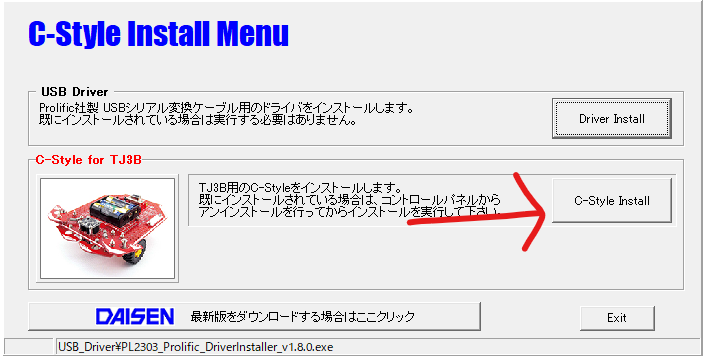 C-Style Install Menu
USB Driver
Prolific社製 USBシリアル変換ケーブル用のドライバをインストールします。
既にインストールされている場合は実行する必要はありません。
Driver Install
C-Style for TJ3B
TJ3B用のC-Styleをインストールします。
既にインストールされている場合は、コントロールパネルから
アンインストールを行ってからインストールを実行して下さい。
C-Style Install
DAISEN 最新版をダウンロードする場合はここクリック
Exit
USB_Driver¥PL2303_Prolific_DriverInstaller_v1.8.0.exe